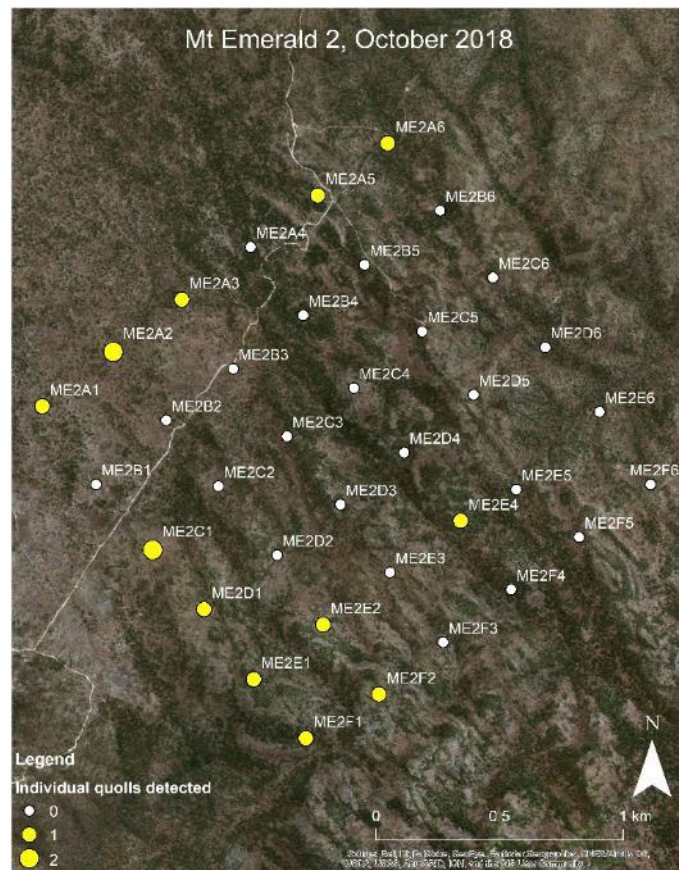 Mt Emerald 2, October 2018
ME2A6
ME2A5
ME2B6
ME2A4
ME2B5
ME2C6
ME2A3
ME2B4
ME2C5
ME2A2
ME2D6
ME2B3
ME2C4
ME2D5
ME2A1
ME2E6
ME2B2
ME2C3
ME2D4
ME2B1
ME2C2
ME2E5
ME2F6
ME2D3
ME2E4
ME2C1
ME2F5
ME2D2
ME2E3
ME2F4
ME2D1
ME2E2
ME2F3
ME2E1
ME2F2
ME2F1
N
Legend
Individual quolls detected
0
1
2
0 0.5 1 km